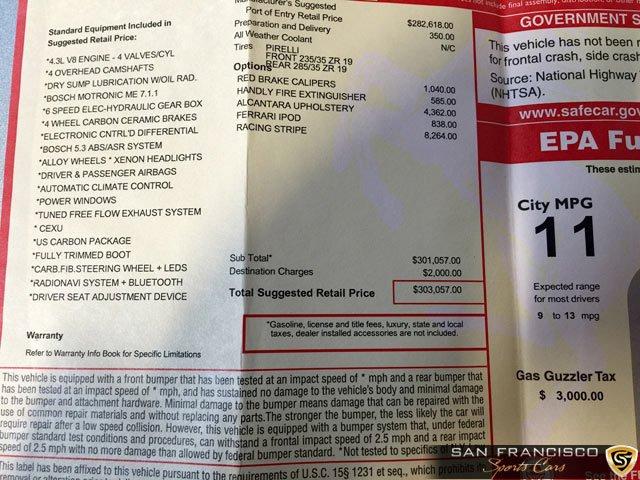 Standard Equipment Included in
Suggested Retail Price:
*4.3L V8 ENGINE - 4 VALVES/CYL
*4 OVERHEAD CAMSHAFTS
*DRY SUMP LUBRICATION W/OIL RAD.
*BOSCH MOTRONIC ME 7.1.1
*6 SPEED ELEC-HYDRAULIC GEAR BOX
*4 WHEEL CARBON CERAMIC BRAKES
*ELECTRONIC CNTRL'D DIFFERENTIAL
*BOSCH 5.3 ABS/ASR SYSTEM
*ALLOY WHEELS * XENON HEADLIGHTS
*DRIVER & PASSENGER AIRBAGS
*AUTOMATIC CLIMATE CONTROL
*POWER WINDOWS
*TUNED FREE FLOW EXHAUST SYSTEM
* CEXU
*US CARBON PACKAGE
*FULLY TRIMMED BOOT
*CARB.FIB.STEERING WHEEL + LEDS
*RADIONAVI SYSTEM + BLUETOOTH
*DRIVER SEAT ADJUSTMENT DEVICE
Warranty
Refer to Warranty Info Book for Specific Limitations
Manufacturer's Suggested
Port of Entry Retail Price $282,618.00
Preparation and Delivery 350.00
All Weather Coolant N/C
Tires PIRELLI
FRONT 235/35 ZR 19
REAR 285/35 ZR 19
Options
RED BRAKE CALIPERS 1,040.00
HANDLY FIRE EXTINGUISHER 585.00
ALCANTARA UPHOLSTERY 4,362.00
FERRARI IPOD 838.00
RACING STRIPE 8,264.00
Sub Total* $301,057.00
Destination Charges $2,000.00
Total Suggested Retail Price $303,057.00
*Gasoline, license and title fees, luxury, state and local
taxes, dealer installed accessories are not included.
This vehicle is equipped with a front bumper that has been tested at an impact speed of * mph and a rear bumper that
has been tested at an impact speed of * mph, and has sustained no damage to the vehicle's body and minimal damage
to the bumper and attachment hardware. Minimal damage to the bumper means damage that can be repaired with the
use of common repair materials and without replacing any parts.The stronger the bumper, the less likely the car will
require repair after a low speed collision. However, this vehicle is equipped with a bumper system that, under federal
bumper standard test conditions and procedures, can withstand a frontal impact speed of 2.5 mph and a rear impact
speed of 2.5 mph with no more damage than allowed by federal bumper standard. *Not tested to specifics of
This label has been affixed to this vehicle pursuant to the requirements of U.S.C. 15§ 1231 et seq., which prohibits
removal or alteration prior
not include final assembly, distribution, or other
GOVERNMENT S
This vehicle has not been r
for frontal crash, side crash
Source: National Highway
(NHTSA).
www.safecar.gov
EPA Fu
These estim
City MPG
11
Expected range
for most drivers
9 to 13 mpg
Gas Guzzler Tax
$ 3,000.00
See the F
SAN FRANCISCO
Sports Cars